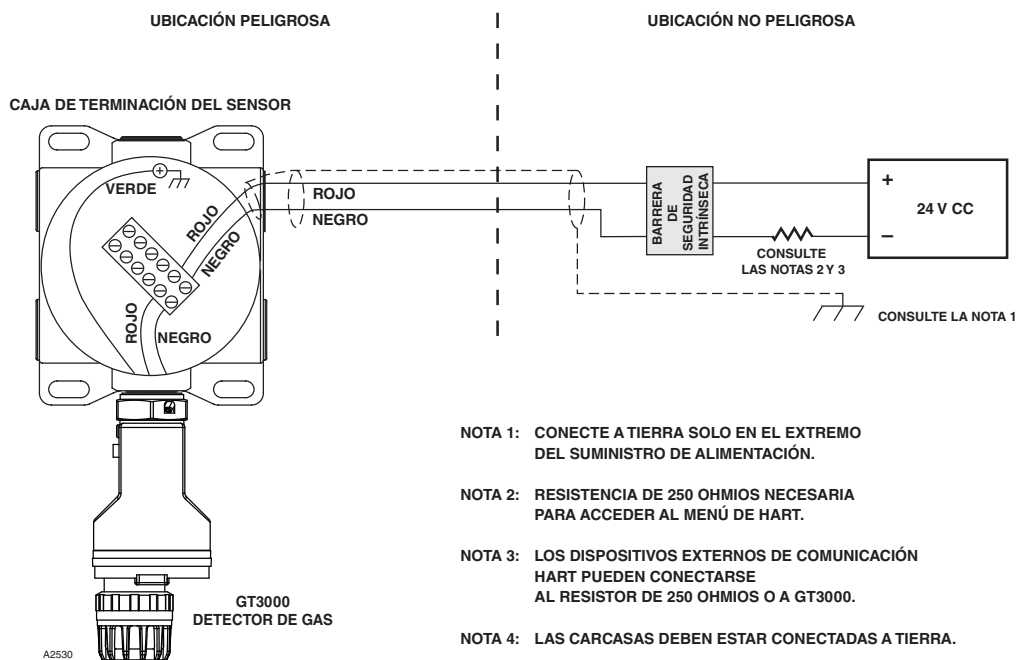 UBICACIÓN PELIGROSA
UBICACIÓN NO PELIGROSA
CAJA DE TERMINACIÓN DEL SENSOR
VERDE
ROJO
NEGRO
ROJO
NEGRO
ROJO
NEGRO
BARRERA
DE
SEGURIDAD
INTRÍNSECA
+
24 V CC
–
CONSULTE
LAS NOTAS 2 Y 3
CONSULTE LA NOTA 1
NOTA 1: CONECTE A TIERRA SOLO EN EL EXTREMO
DEL SUMINISTRO DE ALIMENTACIÓN.
NOTA 2: RESISTENCIA DE 250 OHMIOS NECESARIA
PARA ACCEDER AL MENÚ DE HART.
NOTA 3: LOS DISPOSITIVOS EXTERNOS DE COMUNICACIÓN
HART PUEDEN CONECTARSE
AL RESISTOR DE 250 OHMIOS O A GT3000.
NOTA 4: LAS CARCASAS DEBEN ESTAR CONECTADAS A TIERRA.
GT3000
DETECTOR DE GAS
A2530